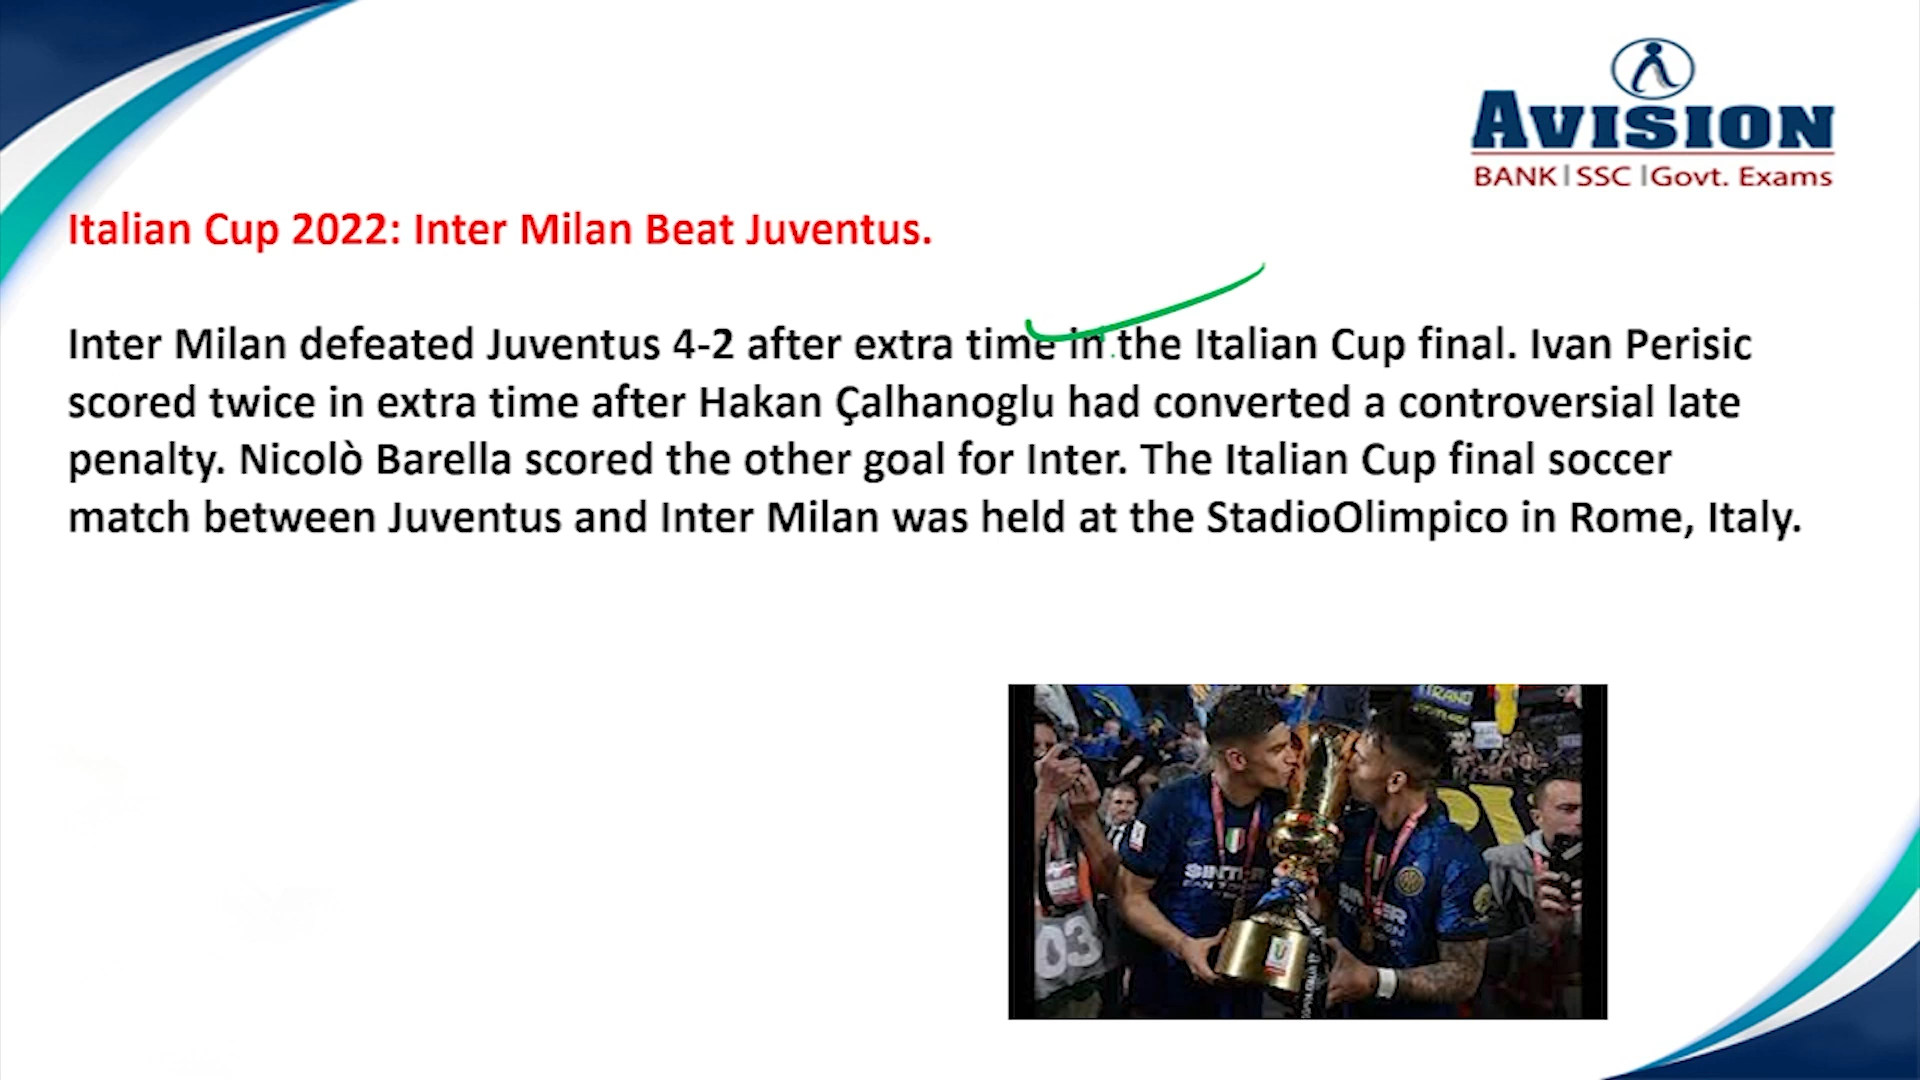 AVISION
BANK | SSC | Govt. Exams
Italian Cup 2022: Inter Milan Beat Juventus.
Inter Milan defeated Juventus 4-2 after extra time in the Italian Cup final. Ivan Perisic
scored twice in extra time after Hakan Çalhanoglu had converted a controversial late
penalty. Nicolò Barella scored the other goal for Inter. The Italian Cup final soccer
match between Juventus and Inter Milan was held at the StadioOlimpico in Rome, Italy.
03